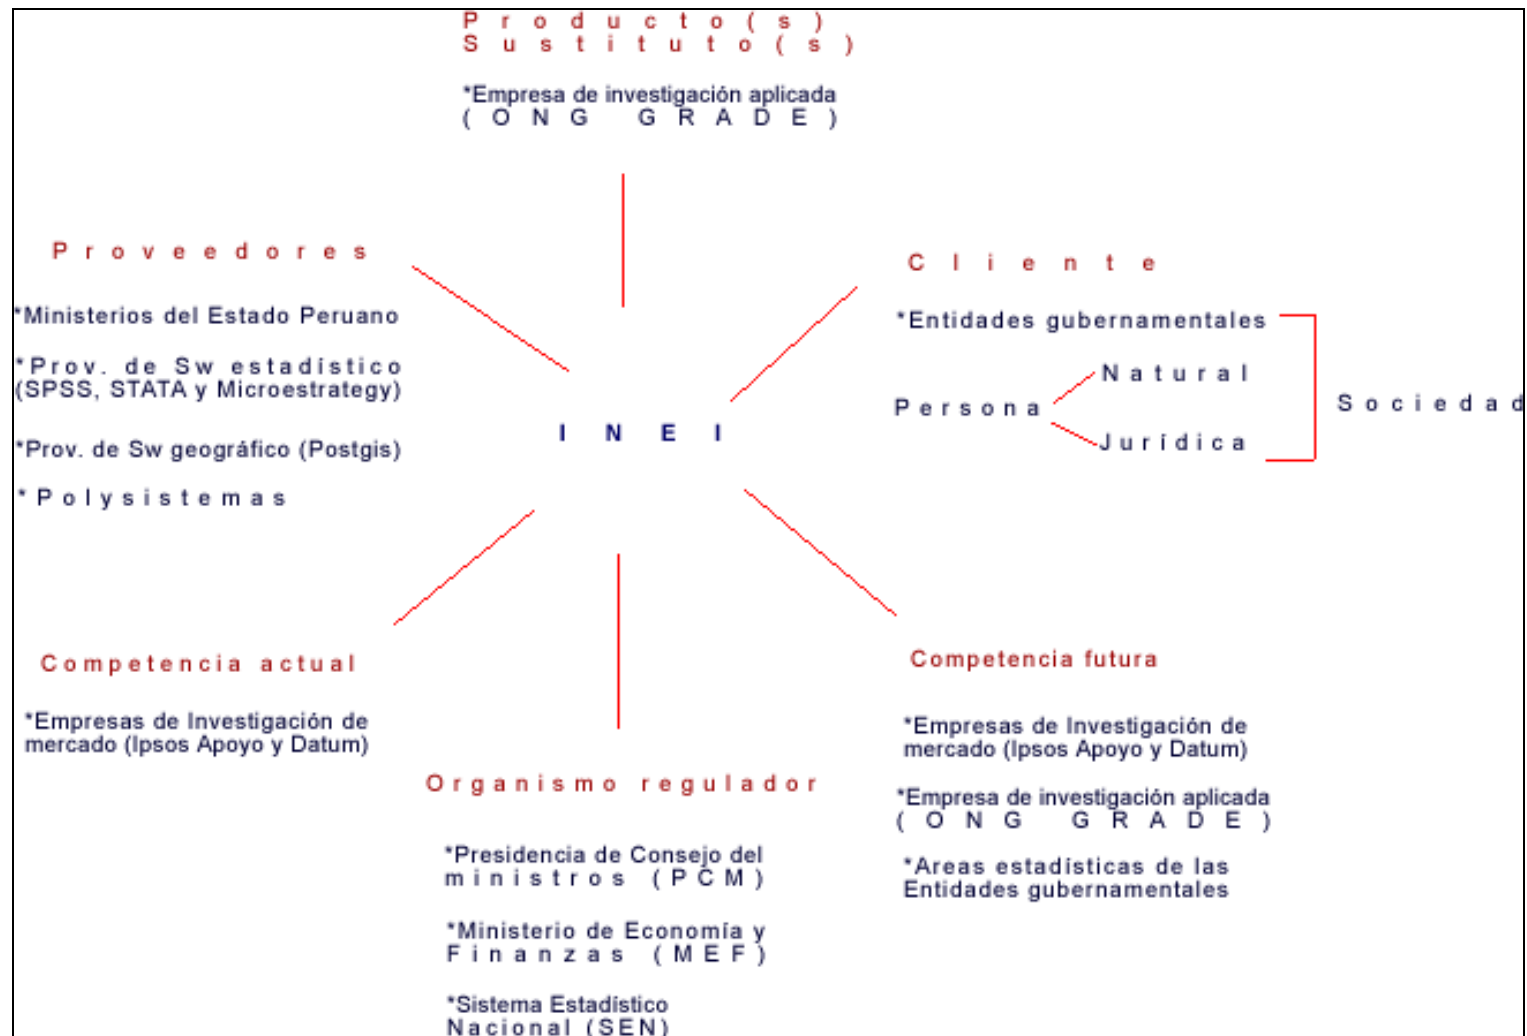 Producto(s)
Sustituto(s)
*Empresa de investigación aplicada
(ONG GRADE)
Proveedores
*Ministerios del Estado Peruano
*Prov. de Sw estadístico
(SPSS, STATA y Microestrategy)
*Prov. de Sw geográfico (Postgis)
*Polysistemas
Cliente
*Entidades gubernamentales
Natural
Persona
Jurídica
Sociedad
INEI
Competencia actual
*Empresas de Investigación de
mercado (Ipsos Apoyo y Datum)
Organismo regulador
*Presidencia de Consejo del
ministros (PCM)
*Ministerio de Economía y
Finanzas (MEF)
*Sistema Estadístico
Nacional (SEN)
Competencia futura
*Empresas de Investigación de
mercado (Ipsos Apoyo y Datum)
*Empresa de investigación aplicada
(ONG GRADE)
*Areas estadísticas de las
Entidades gubernamentales